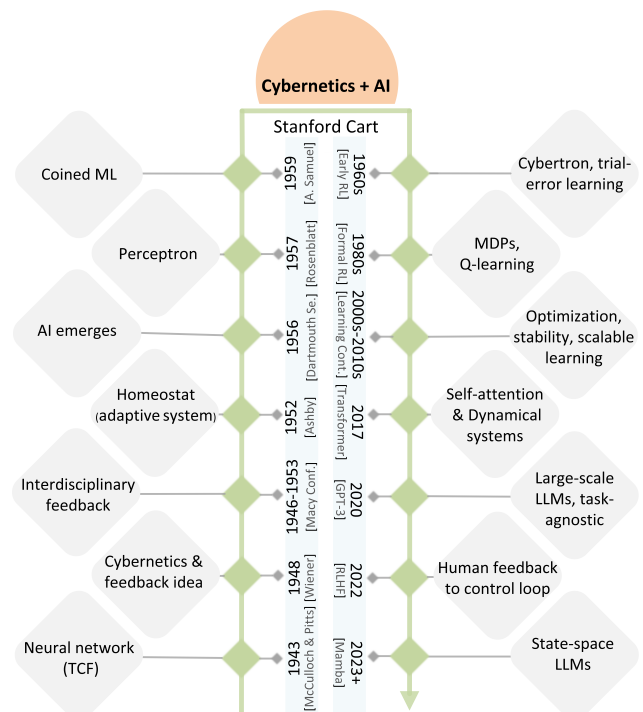 Cybernetics + AI
Stanford Cart
Coined ML
1959
[A. Samuel]
1960s
[Early RL]
Cybertron, trial-
error learning
Perceptron
1957
[Rosenblatt]
1980s
[Formal RL]
MDPs,
Q-learning
AI emerges
1956
[Dartmouth Se.]
2000s-2010s
[Learning Cont.]
Optimization,
stability, scalable
learning
Homeostat
(adaptive system)
1952
[Ashby]
2017
[Transformer]
Self-attention
& Dynamical
systems
Interdisciplinary
feedback
1946-1953
[Macy Conf.]
2020
[GPT-3]
Large-scale
LLMs, task-
agnostic
Cybernetics &
feedback idea
1948
[Wiener]
2022
[RLHF]
Human feedback
to control loop
Neural network
(TCF)
1943
[McCulloch & Pitts]
2023+
[Mamba]
State-space
LLMs